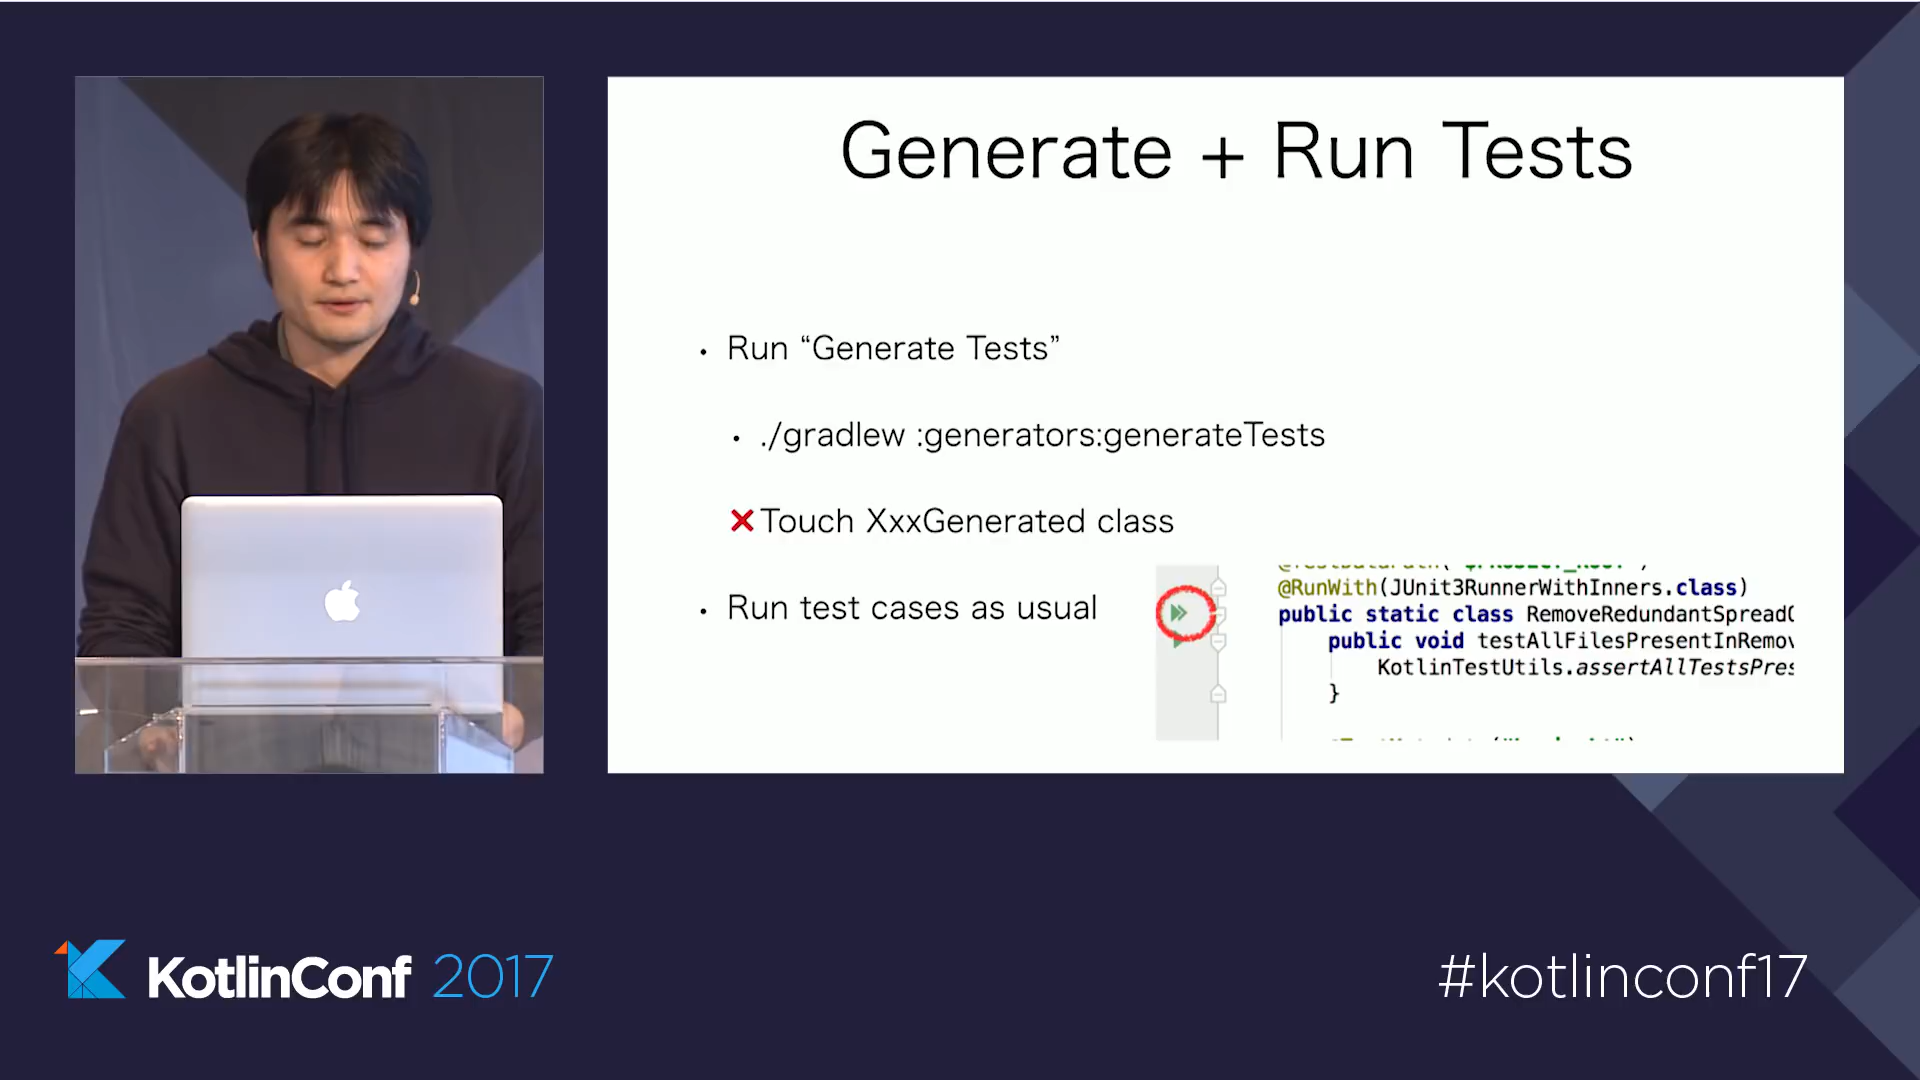 Generate + Run Tests
• Run “Generate Tests”
• ./gradlew :generators:generateTests
❌Touch XxxGenerated class
• Run test cases as usual
@RunWith(JUnit3RunnerWithInners.class)
public static class RemoveRedundantSpread
public void testAllFilesPresentInRemov
KotlinTestUtils.assertAllTestsPres
}
KotlinConf 2017
#kotlinconf17